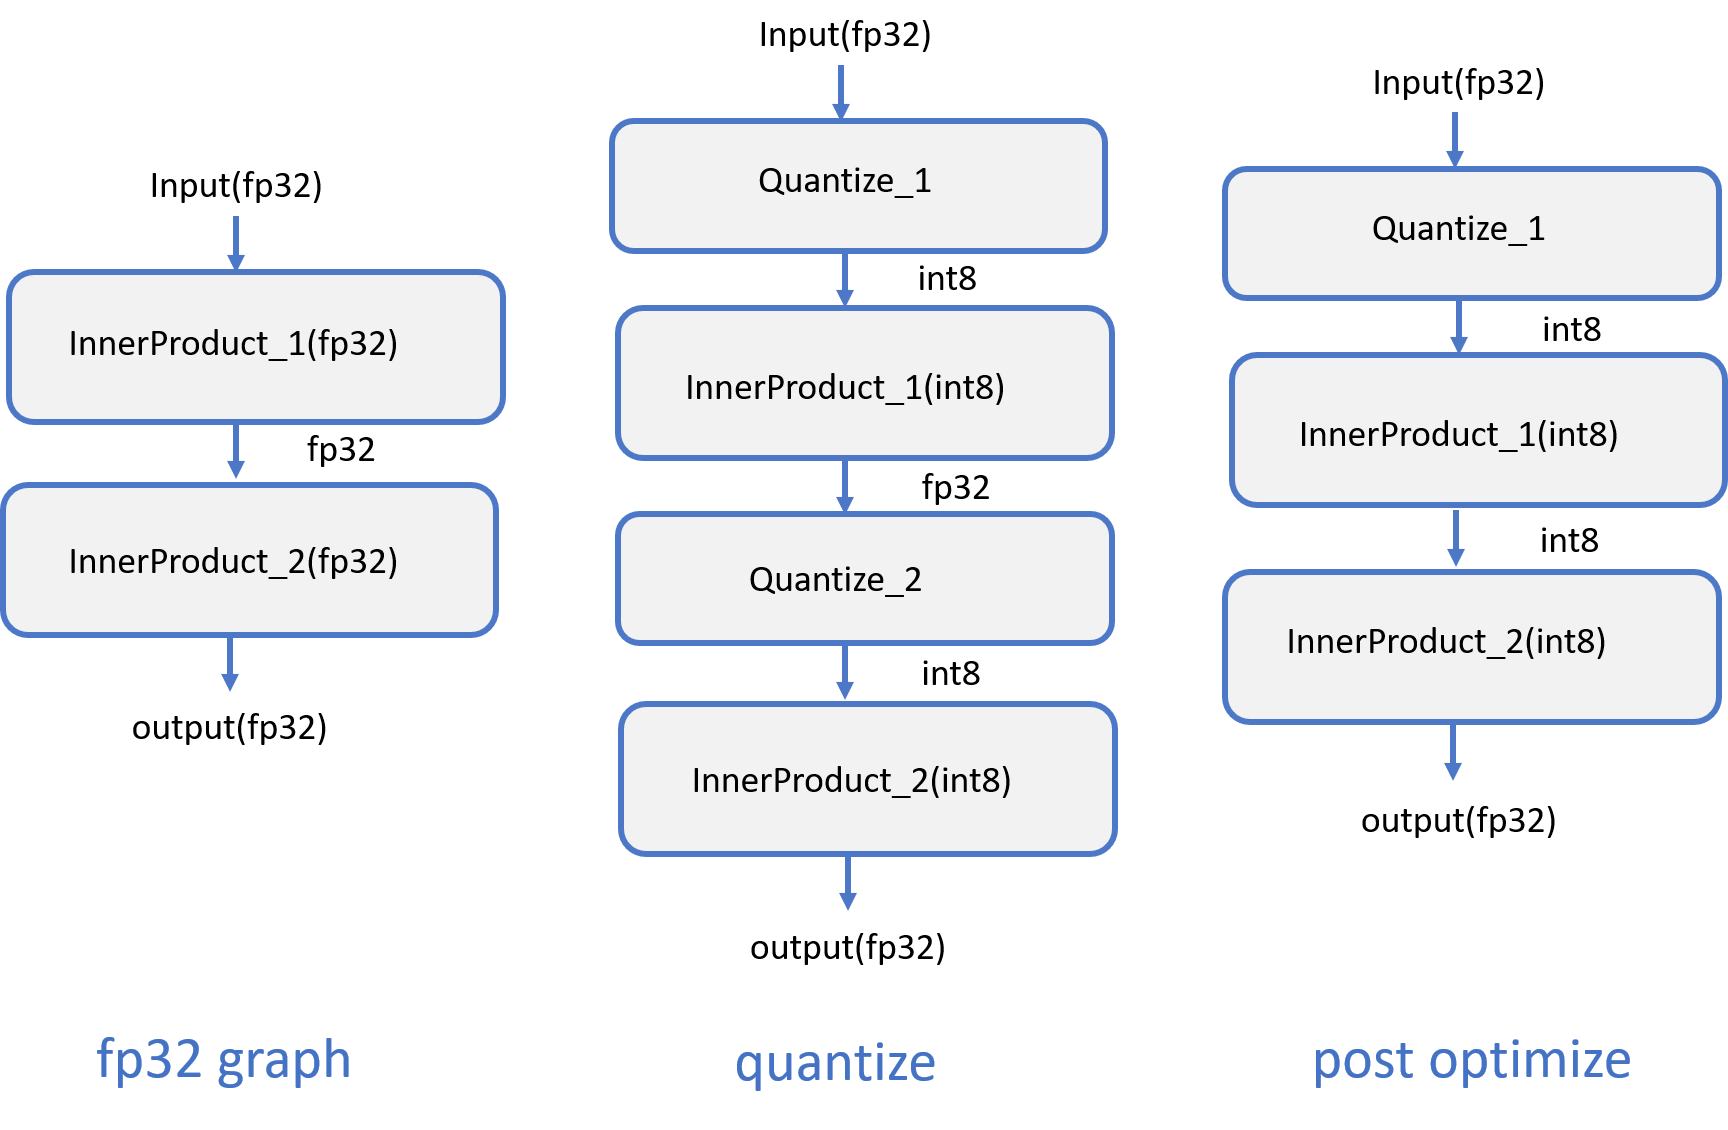 Input(fp32)
InnerProduct_1(fp32)
fp32
InnerProduct_2(fp32)
output(fp32)
fp32 graph
Input(fp32)
Quantize_1
int8
InnerProduct_1(int8)
fp32
Quantize_2
int8
InnerProduct_2(int8)
output(fp32)
quantize
Input(fp32)
Quantize_1
int8
InnerProduct_1(int8)
int8
InnerProduct_2(int8)
output(fp32)
post optimize